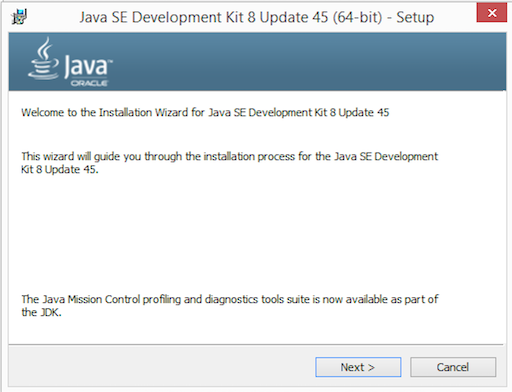 Java SE Development Kit 8 Update 45 (64-bit) - Setup
Java™
ORACLE
Welcome to the Installation Wizard for Java SE Development Kit 8 Update 45
This wizard will guide you through the installation process for the Java SE Development
Kit 8 Update 45.
The Java Mission Control profiling and diagnostics tools suite is now available as part of
the JDK.
Next >
Cancel